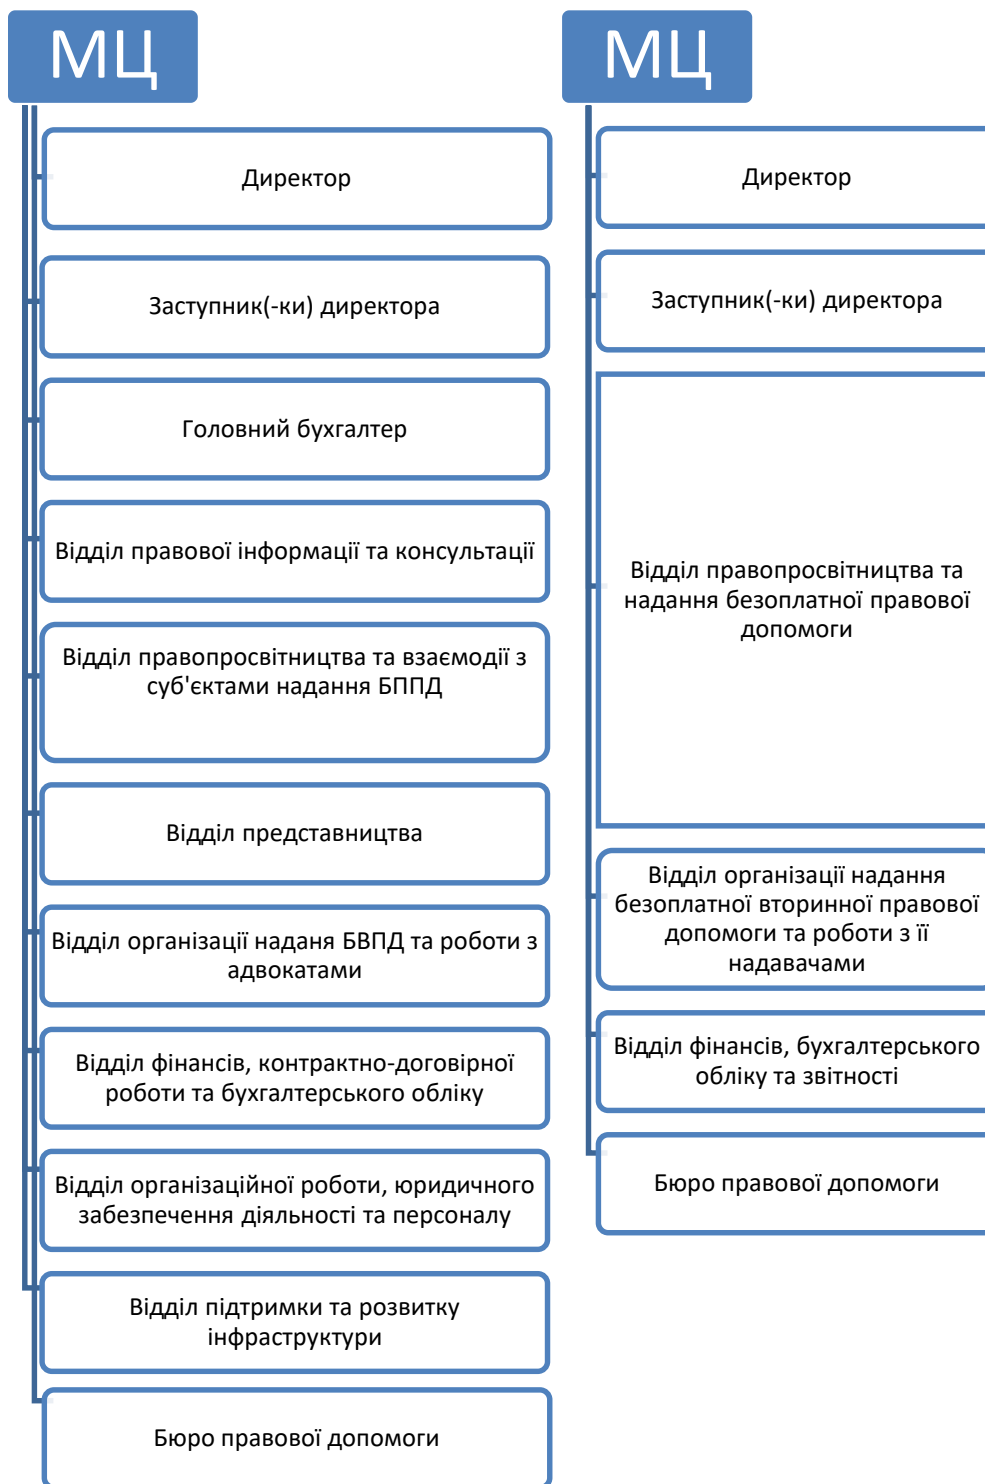 МЦ
Директор
Заступник(-ки) директора
Головний бухгалтер
Відділ правової інформації та консультації
Відділ правопросвітництва та взаємодії з
суб'єктами надання БППД
Відділ представництва
Відділ організації наданя БВПД та роботи з
адвокатами
Відділ фінансів, контрактно-договірної
роботи та бухгалтерського обліку
Відділ організаційної роботи, юридичного
забезпечення діяльності та персоналу
Відділ підтримки та розвитку
інфраструктури
Бюро правової допомоги
МЦ
Директор
Заступник(-ки) директора
Відділ правопросвітництва та
надання безоплатної правової
допомоги
Відділ організації надання
безоплатної вторинної правової
допомоги та роботи з її
надавачами
Відділ фінансів, бухгалтерського
обліку та звітності
Бюро правової допомоги